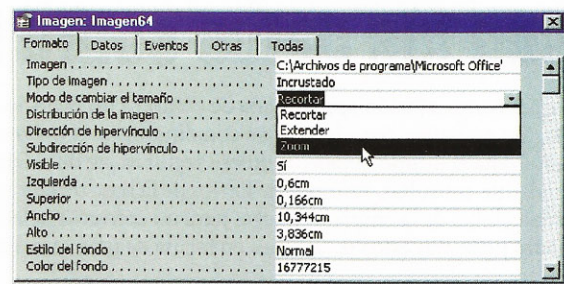 Imagen: Imagen64
Formato Datos Eventos Otras Todas
Imagen . . . . . . . . . . . . . . . . . . . . . . . . . . C:\Archivos de programa\Microsoft Office'
Tipo de imagen . . . . . . . . . . . . . . . . . . . . Incrustado
Modo de cambiar el tamaño . . . . . . . . . Recortar
Distribución de la imagen . . . . . . . . . . . Recortar
Dirección de hipervínculo . . . . . . . . . . . Extender
Subdirección de hipervínculo . . . . . . . . Zoom
Visible . . . . . . . . . . . . . . . . . . . . . . . . . . Sí
Izquierda . . . . . . . . . . . . . . . . . . . . . . . . 0,6cm
Superior . . . . . . . . . . . . . . . . . . . . . . . . . 0,166cm
Ancho . . . . . . . . . . . . . . . . . . . . . . . . . . . 10,344cm
Alto . . . . . . . . . . . . . . . . . . . . . . . . . . . . . 3,836cm
Estilo del fondo . . . . . . . . . . . . . . . . . . . Normal
Color del fondo . . . . . . . . . . . . . . . . . . . 16777215